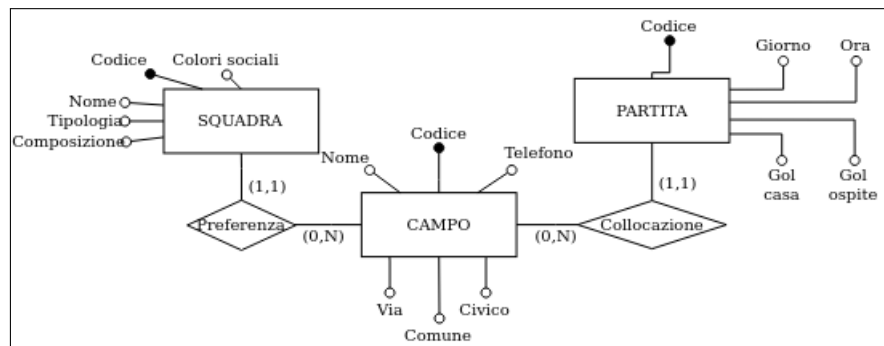 Codice
Colori sociali
Nome
Tipologia
Composizione
SQUADRA
(1,1)
Preferenza
(0,N)
Codice
Nome
Telefono
CAMPO
Via
Civico
Comune
(0,N)
Collocazione
(1,1)
Codice
Giorno
Ora
PARTITA
Gol
casa
Gol
ospite